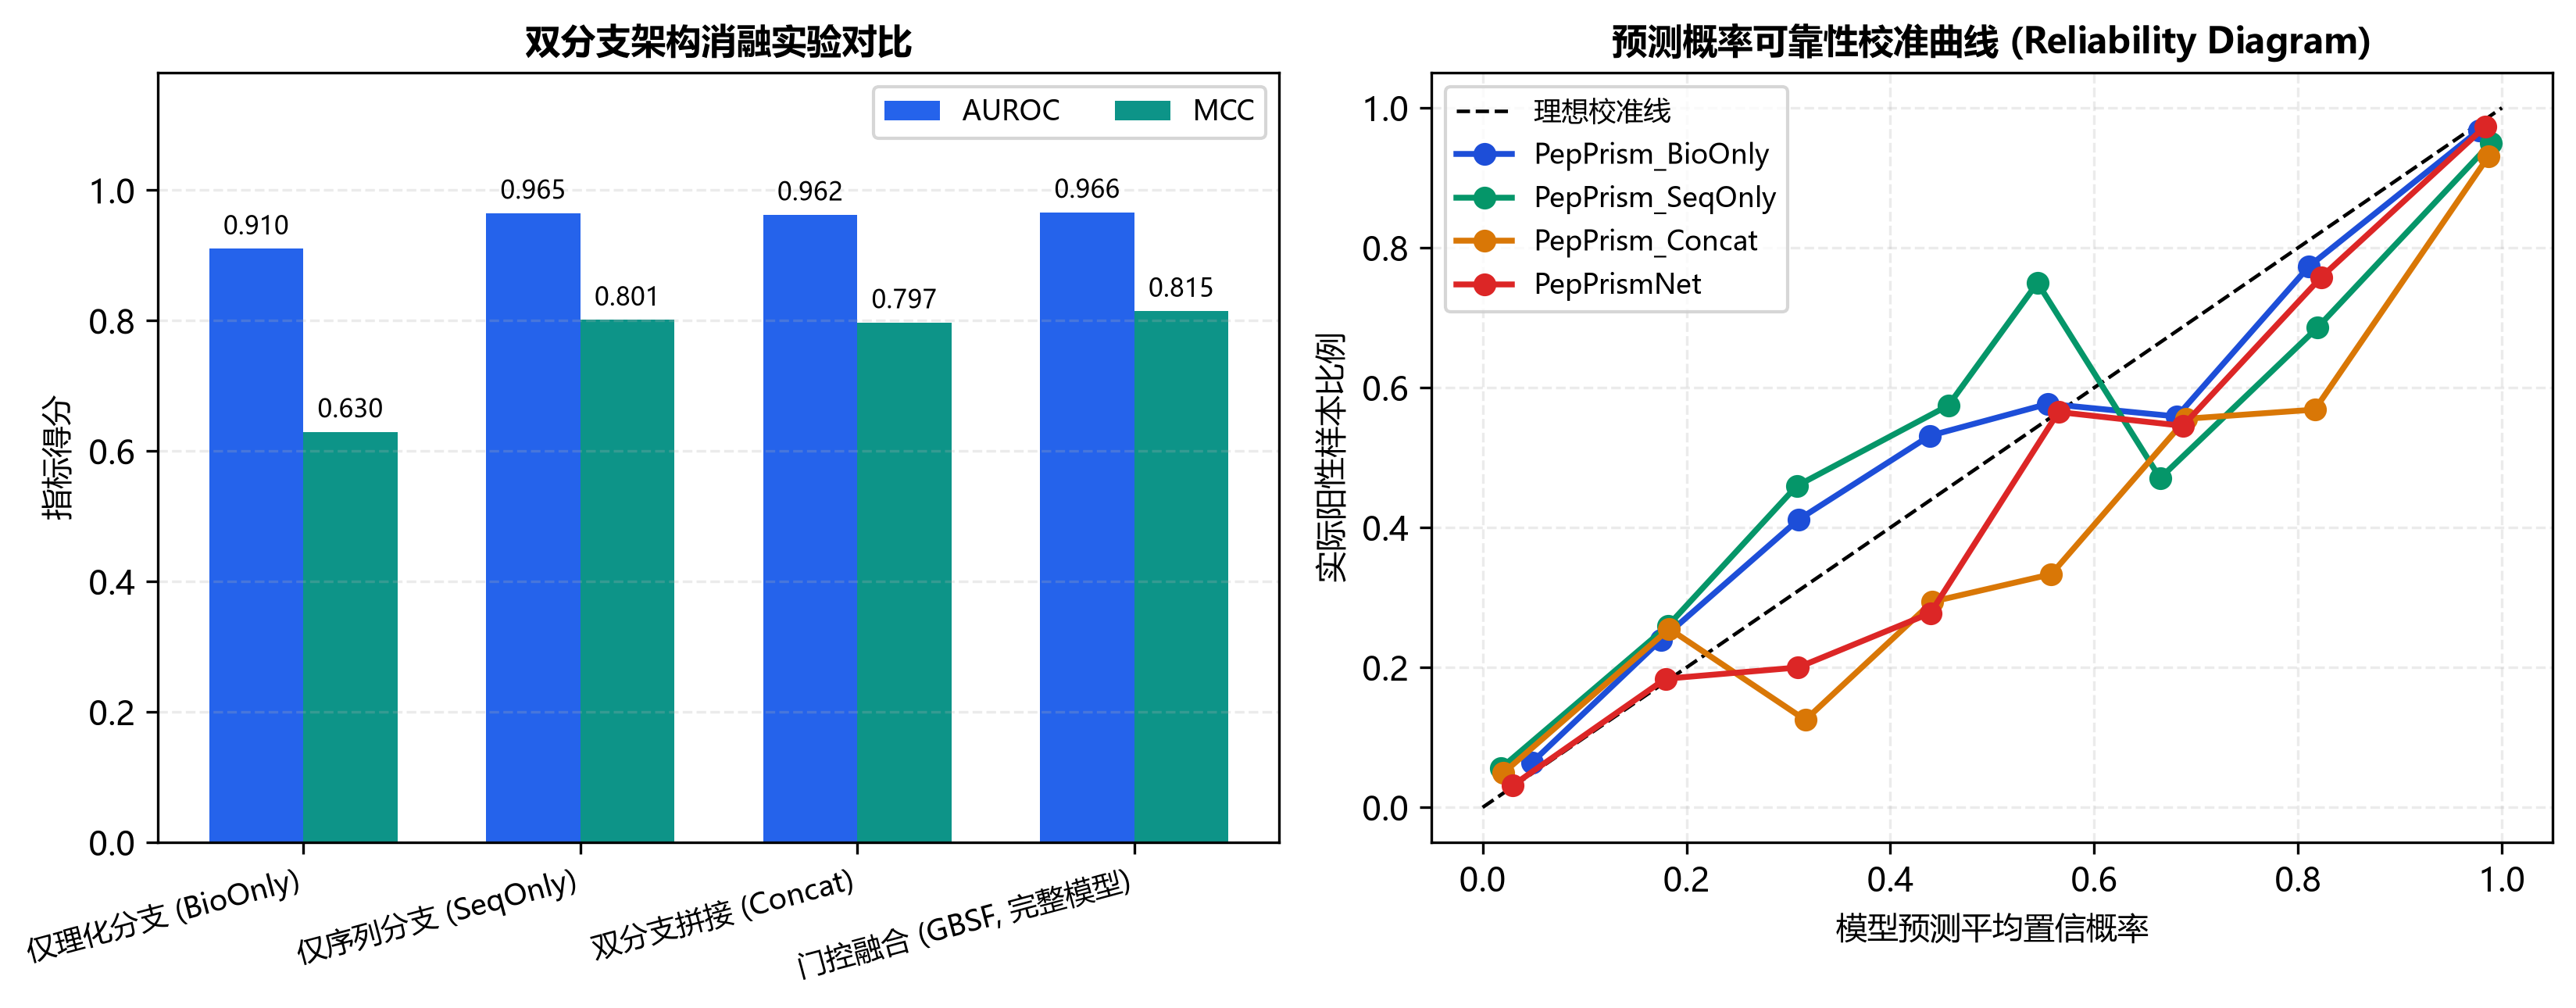 双分支架构消融实验对比
AUROC
MCC
指标得分
1.0
0.8
0.6
0.4
0.2
0.0
0.910
0.630
0.965
0.801
0.962
0.797
0.966
0.815
仅理化分支 (BioOnly)
仅序列分支 (SeqOnly)
双分支拼接 (Concat)
门控融合 (GBSF, 完整模型)
预测概率可靠性校准曲线 (Reliability Diagram)
理想校准线
PepPrism_BioOnly
PepPrism_SeqOnly
PepPrism_Concat
PepPrismNet
实际阳性样本比例
1.0
0.8
0.6
0.4
0.2
0.0
0.0
0.2
0.4
0.6
0.8
1.0
模型预测平均置信概率